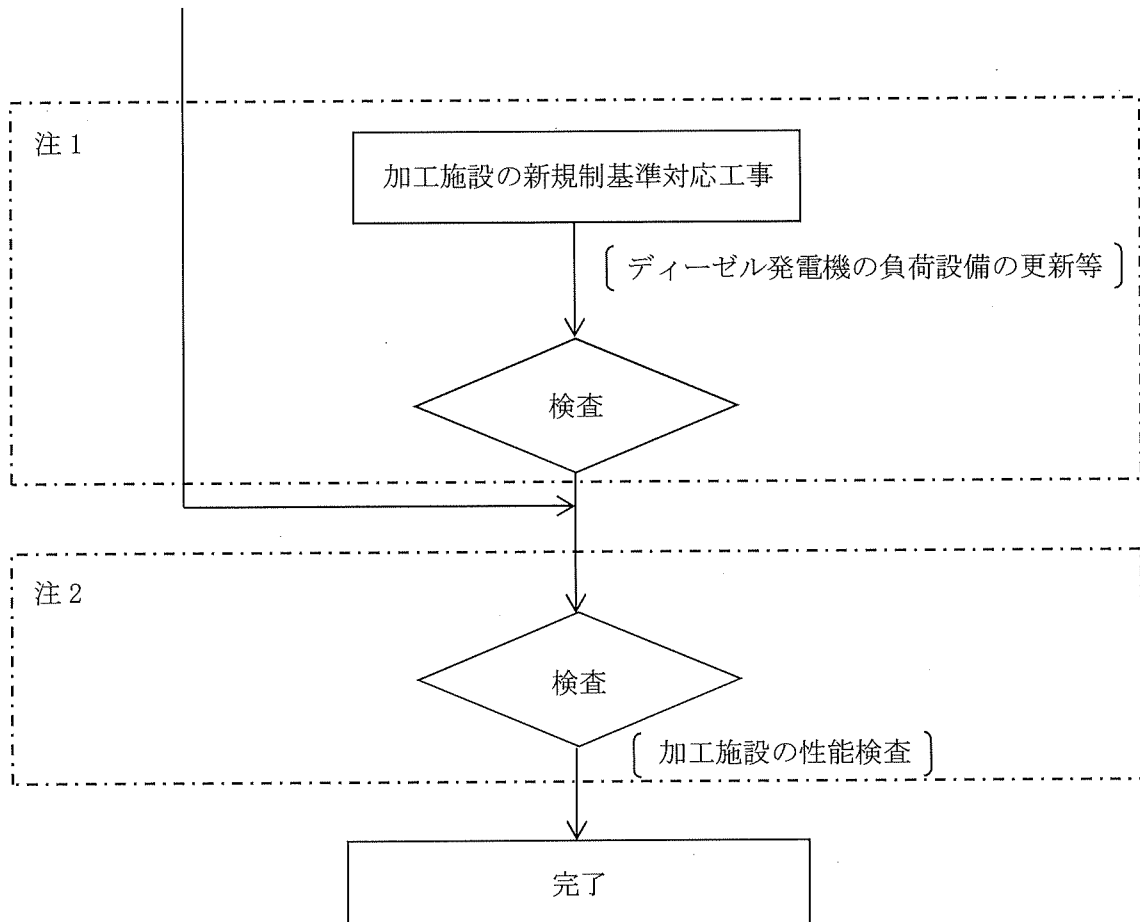 注1
加工施設の新規制基準対応工事
ディーゼル発電機の負荷設備の更新等
検査
注2
検査
加工施設の性能検査
完了